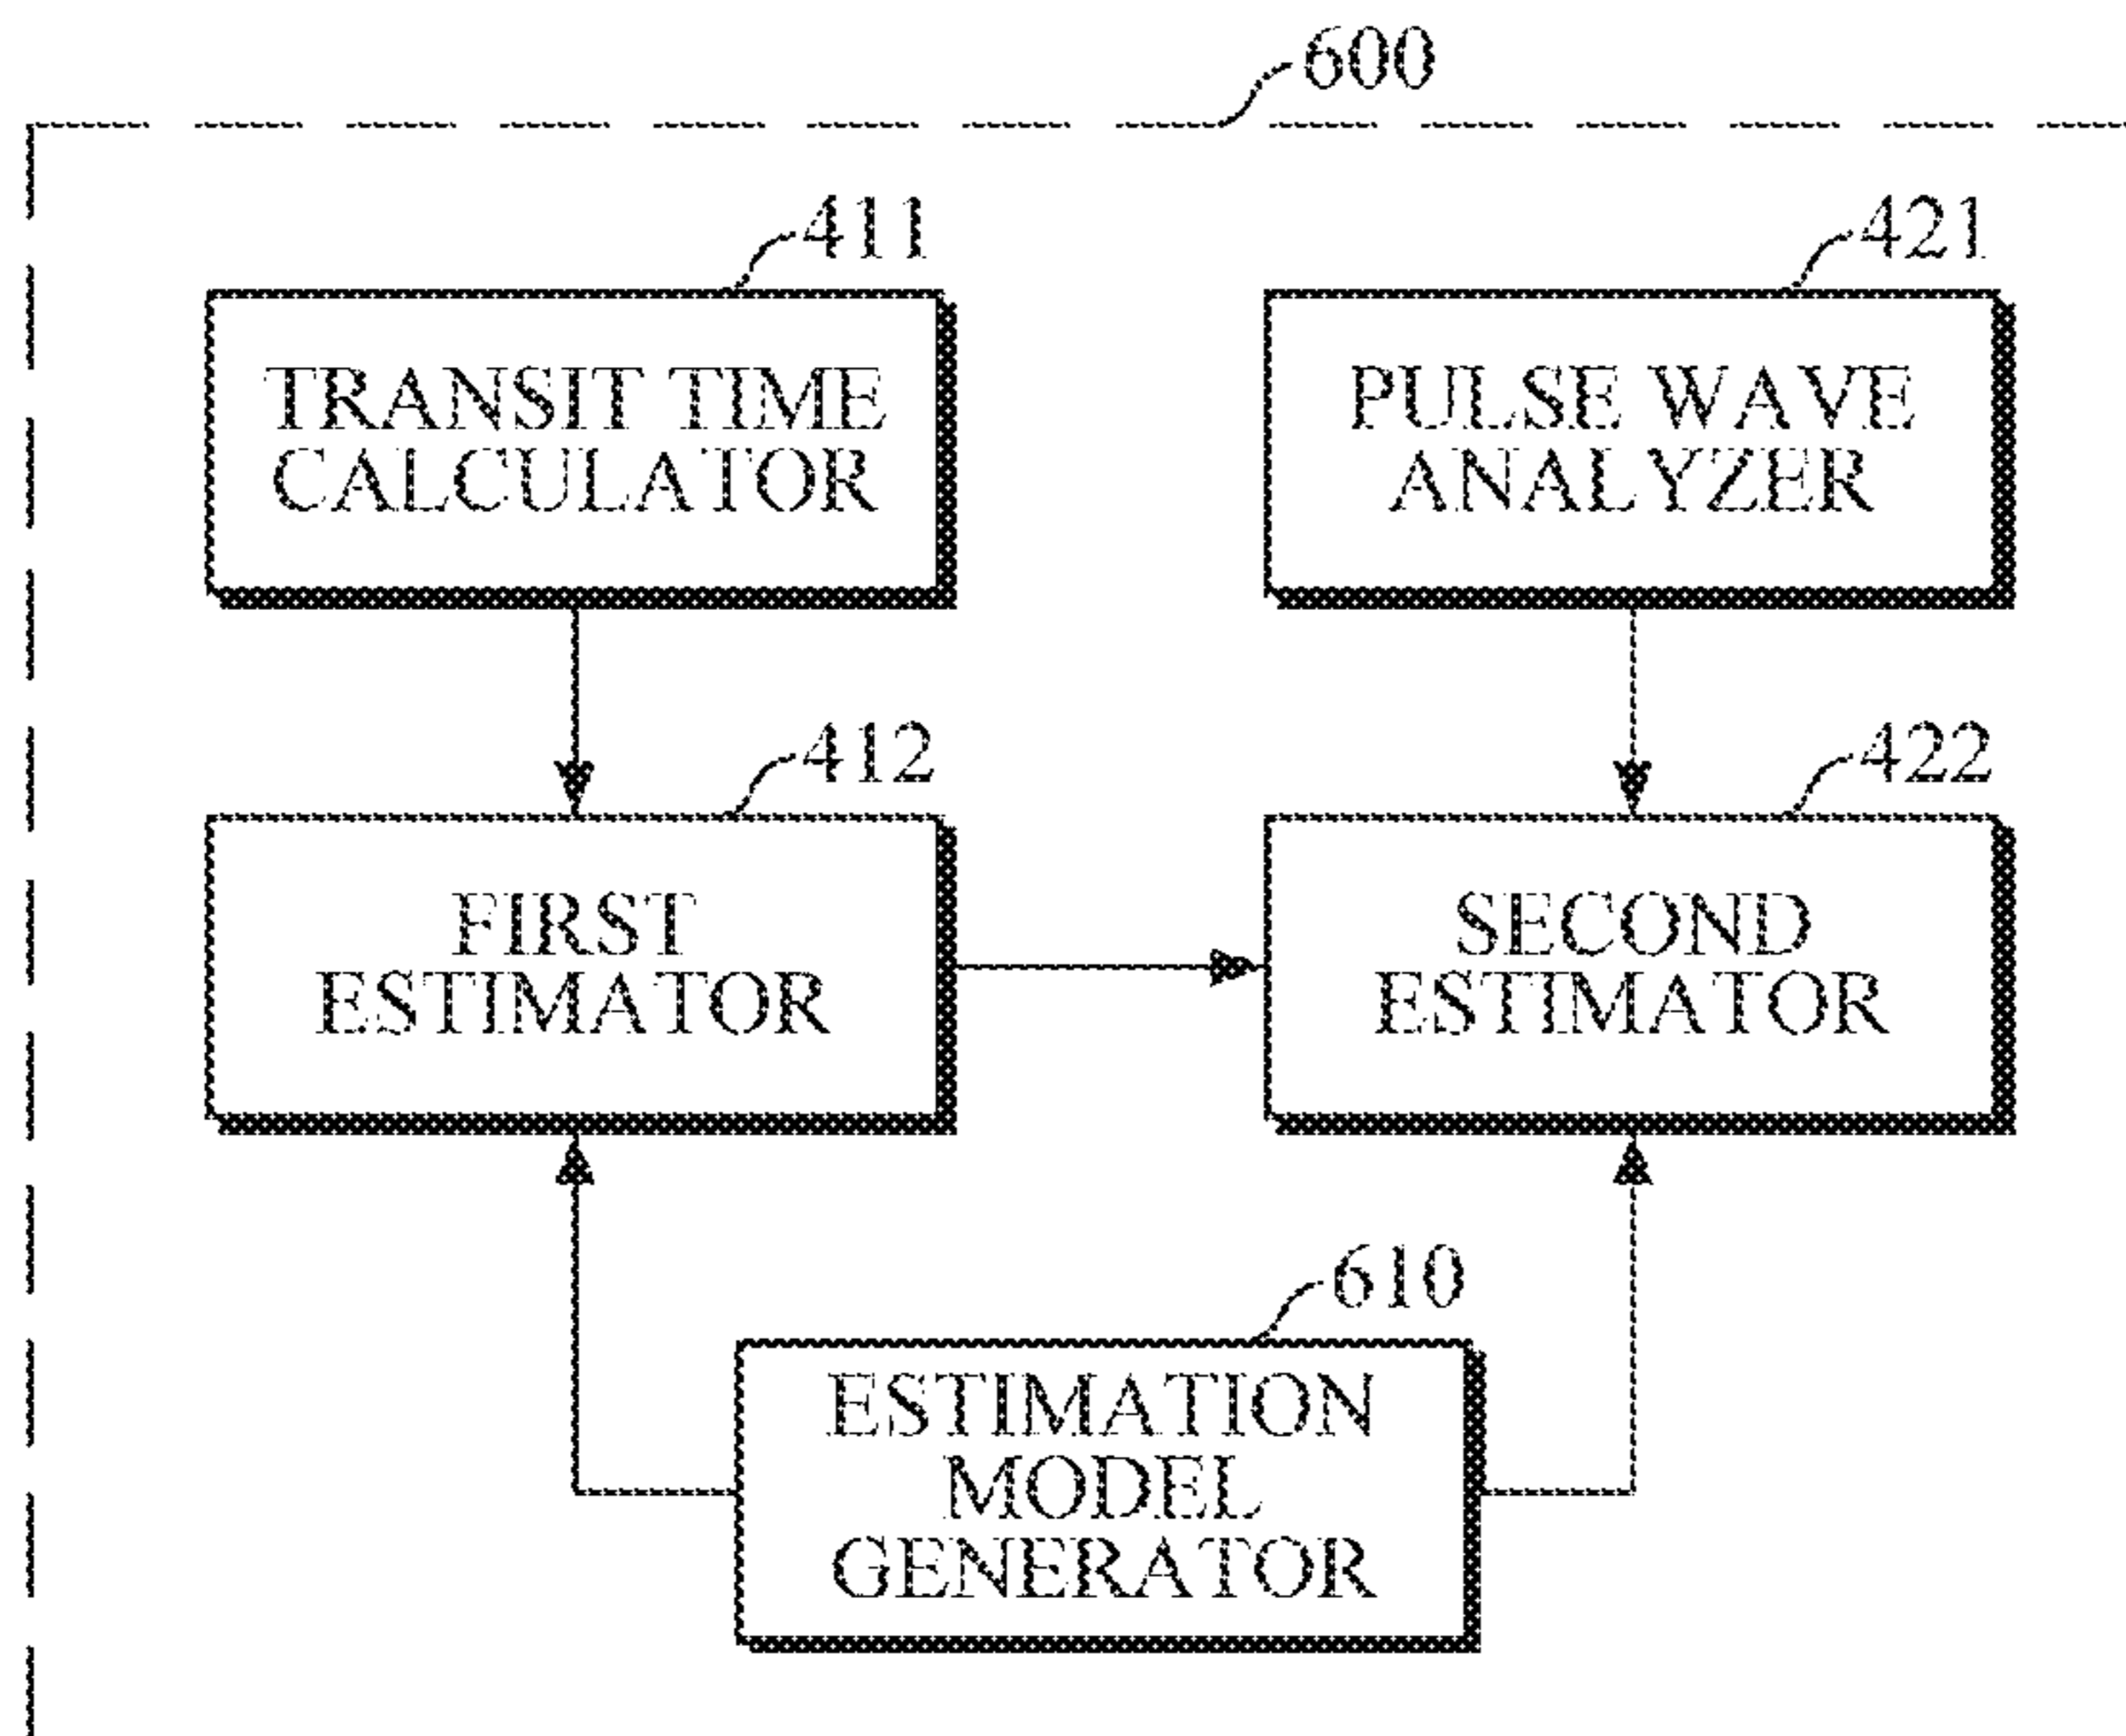 600
411
421
TRANSIT TIME
CALCULATOR
PULSE WAVE
ANALYZER
412
422
FIRST
ESTIMATOR
SECOND
ESTIMATOR
610
ESTIMATION
MODEL
GENERATOR